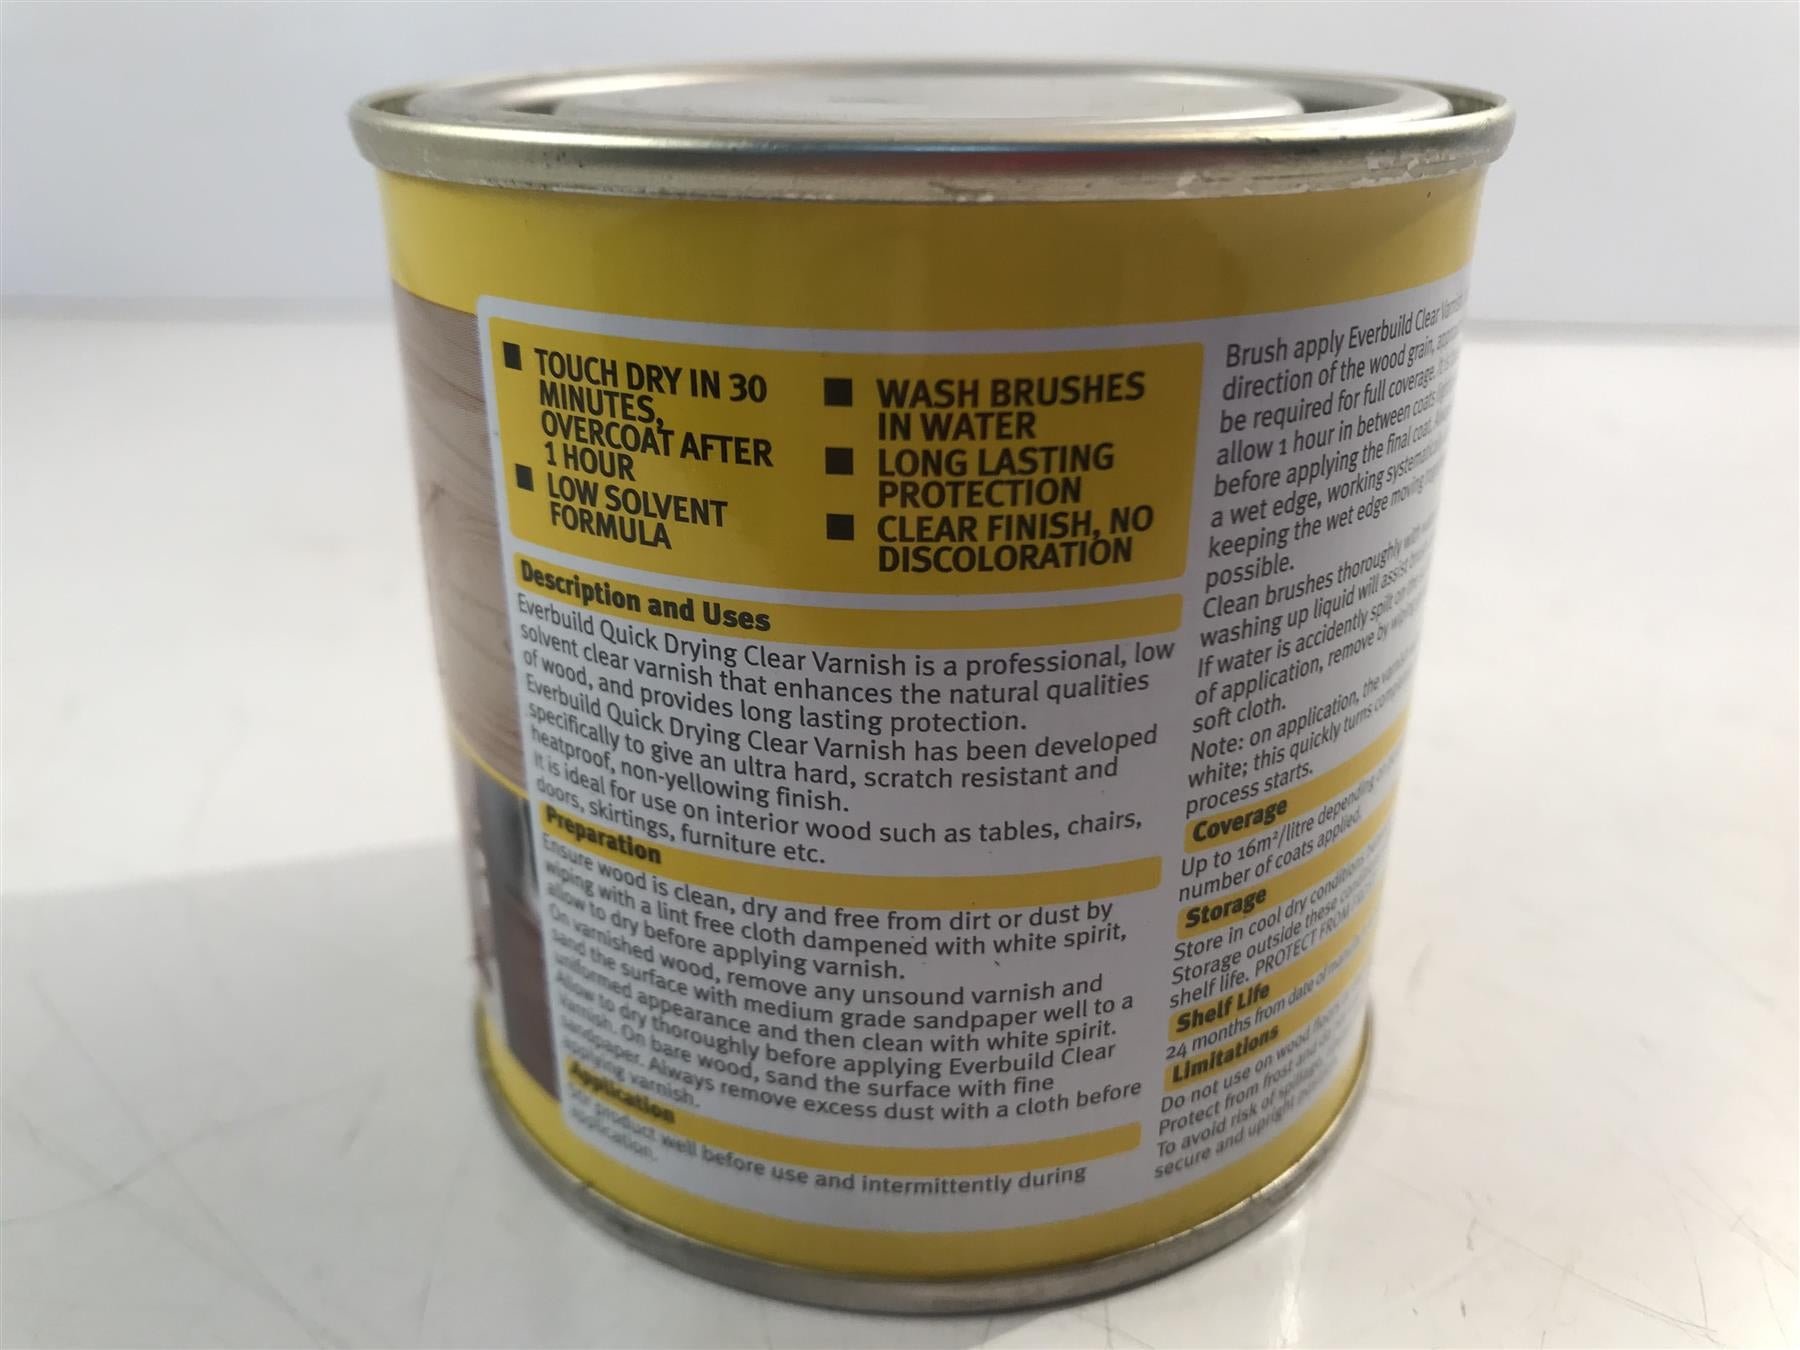 ■ TOUCH DRY IN 30
MINUTES,
OVERCOAT AFTER
1 HOUR
■ LOW SOLVENT
FORMULA
■ WASH BRUSHES
IN WATER
■ LONG LASTING
PROTECTION
■ CLEAR FINISH, NO
DISCOLORATION
Description and Uses
Everbuild Quick Drying Clear Varnish is a professional, low
solvent clear varnish that enhances the natural qualities
of wood, and provides long lasting protection.
Everbuild Quick Drying Clear Varnish has been developed
specifically to give an ultra hard, scratch resistant and
heatproof, non-yellowing finish.
It is ideal for use on interior wood such as tables, chairs,
doors, skirtings, furniture etc.
Preparation
Ensure wood is clean, dry and free from dirt or dust by
wiping with a lint free cloth dampened with white spirit,
allow to dry before applying varnish.
On varnished wood, remove any unsound varnish and
sand the surface with medium grade sandpaper well to a
uniformed appearance and then clean with white spirit.
Allow to dry thoroughly before applying Everbuild Clear
Varnish. On bare wood, sand the surface with fine
sandpaper. Always remove excess dust with a cloth before
applying varnish.
Application
Stir product well before use and intermittently during
application.
Brush apply Everbuild Clear Varnish
direction of the wood grain,
be required for full coverage. It is
allow 1 hour in between coats
before applying the final coat.
a wet edge, working
keeping the wet edge moving
possible.
Clean brushes thoroughly with
washing up liquid will assist
If water is accidently spilt on the
of application, remove by wiping
soft cloth.
Note: on application, the varnish
white; this quickly turns
process starts.
Coverage
Up to 16m²/litre depending on
number of coats applied.
Storage
Store in cool dry conditions
Storage outside these
shelf life. PROTECT FROM
Shelf Life
24 months from date of
Limitations
Do not use on wood floors
Protect from frost and
To avoid risk of spillage,
secure and upright